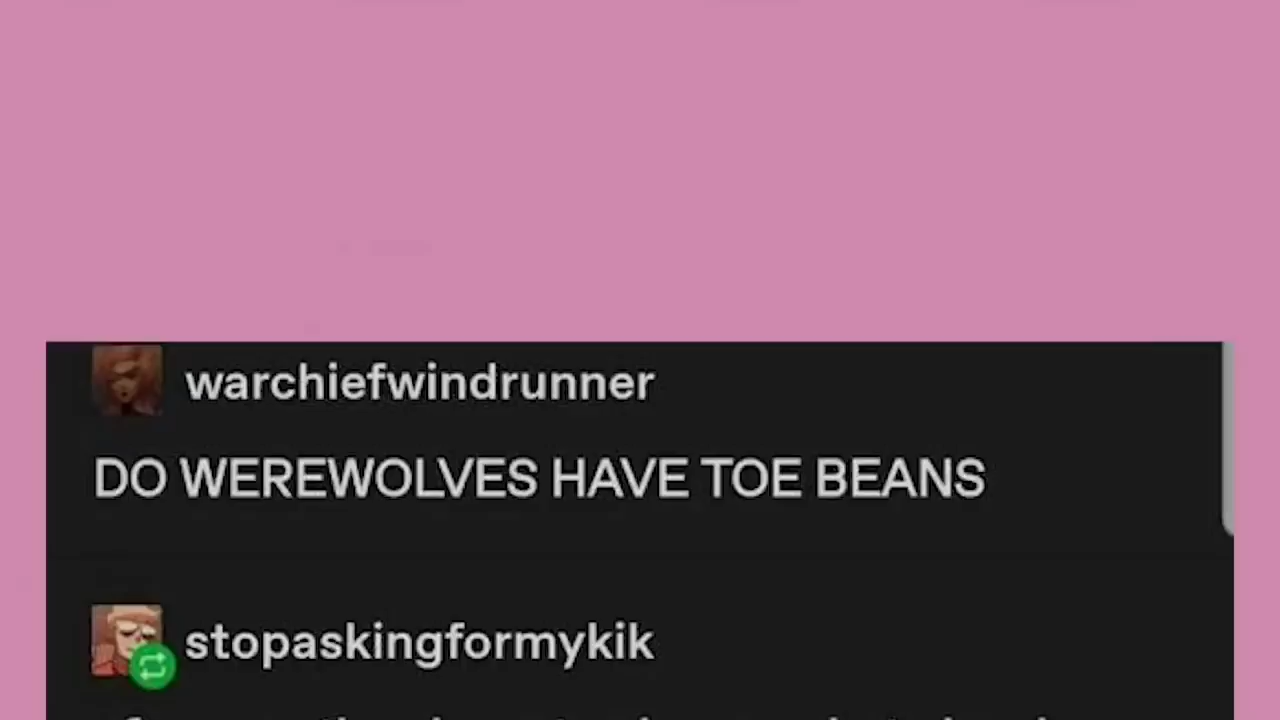 warchiefwindrunner
DO WEREWOLVES HAVE TOE BEANS
stopaskingformykik